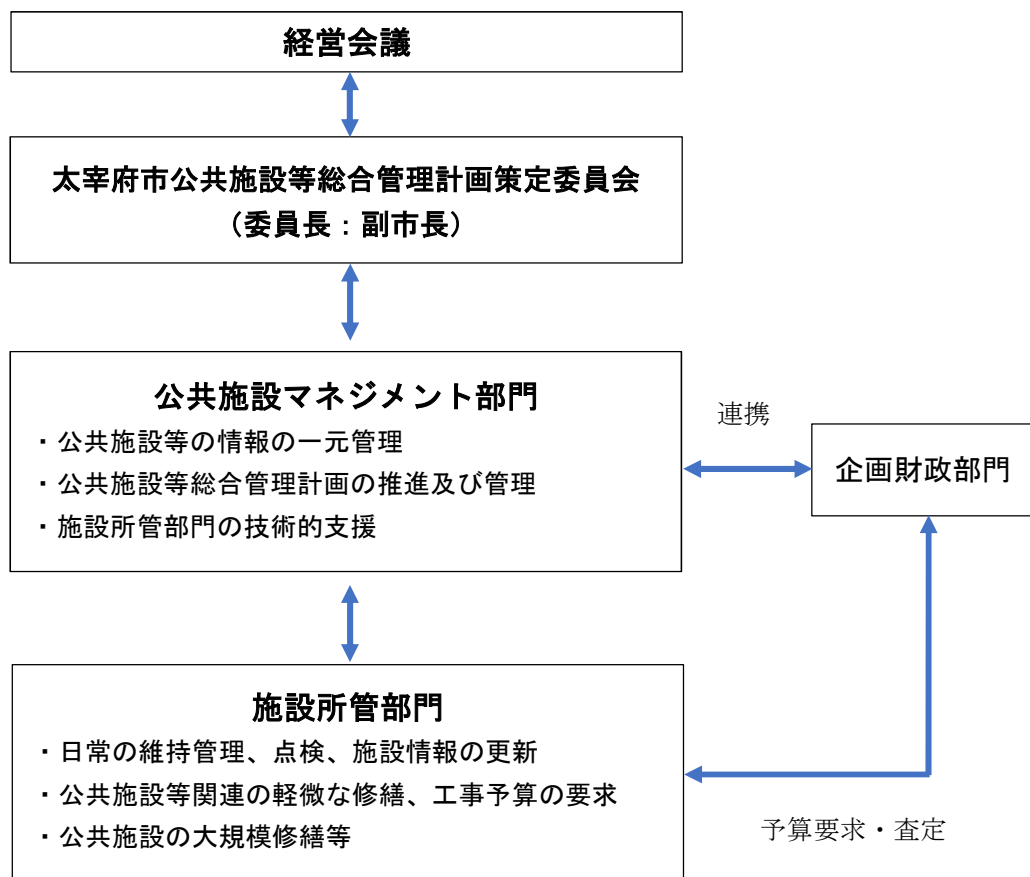 経営会議
太宰府市公共施設等総合管理計画策定委員会
（委員長：副市長）
公共施設マネジメント部門
・公共施設等の情報の一元管理
・公共施設等総合管理計画の推進及び管理
・施設所管部門の技術的支援
連携
企画財政部門
施設所管部門
・日常の維持管理、点検、施設情報の更新
・公共施設等関連の軽微な修繕、工事予算の要求
・公共施設の大規模修繕等
予算要求・査定